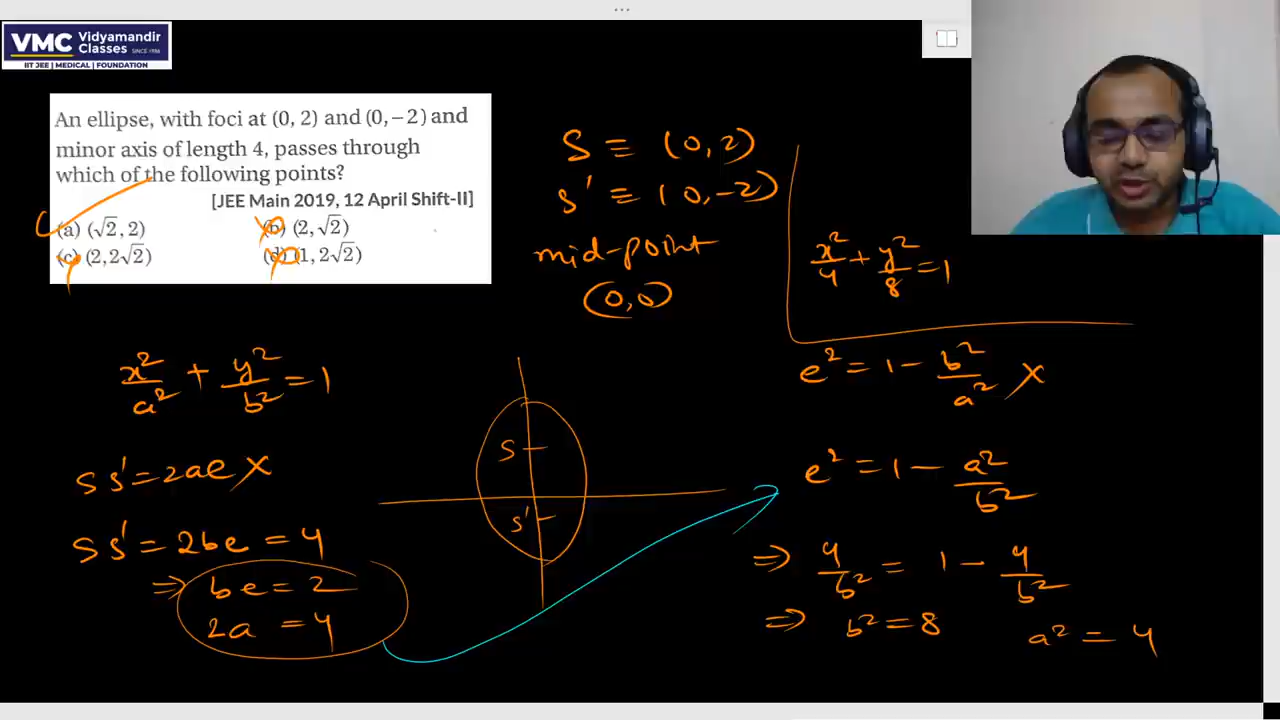 VMC Vidyamandir Classes SINCE 1986
IIT JEE | MEDICAL | FOUNDATION
An ellipse, with foci at (0, 2) and (0, −2) and
minor axis of length 4, passes through
which of the following points?
[JEE Main 2019, 12 April Shift-II]
(a) (√2, 2) (b) (2, √2)
(c) (2, 2√2) (d) (1, 2√2)
S ≡ (0, 2)
S' ≡ (0, -2)
mid-point
(0, 0)
x²/4 + y²/8 = 1
x²/a² + y²/b² = 1
SS' = 2ae X
SS' = 2be = 4
⇒ be = 2
2a = 4
S
S'
e² = 1 - b²/a² X
e² = 1 - a²/b²
⇒ 4/b² = 1 - 4/b²
⇒ b² = 8 a² = 4